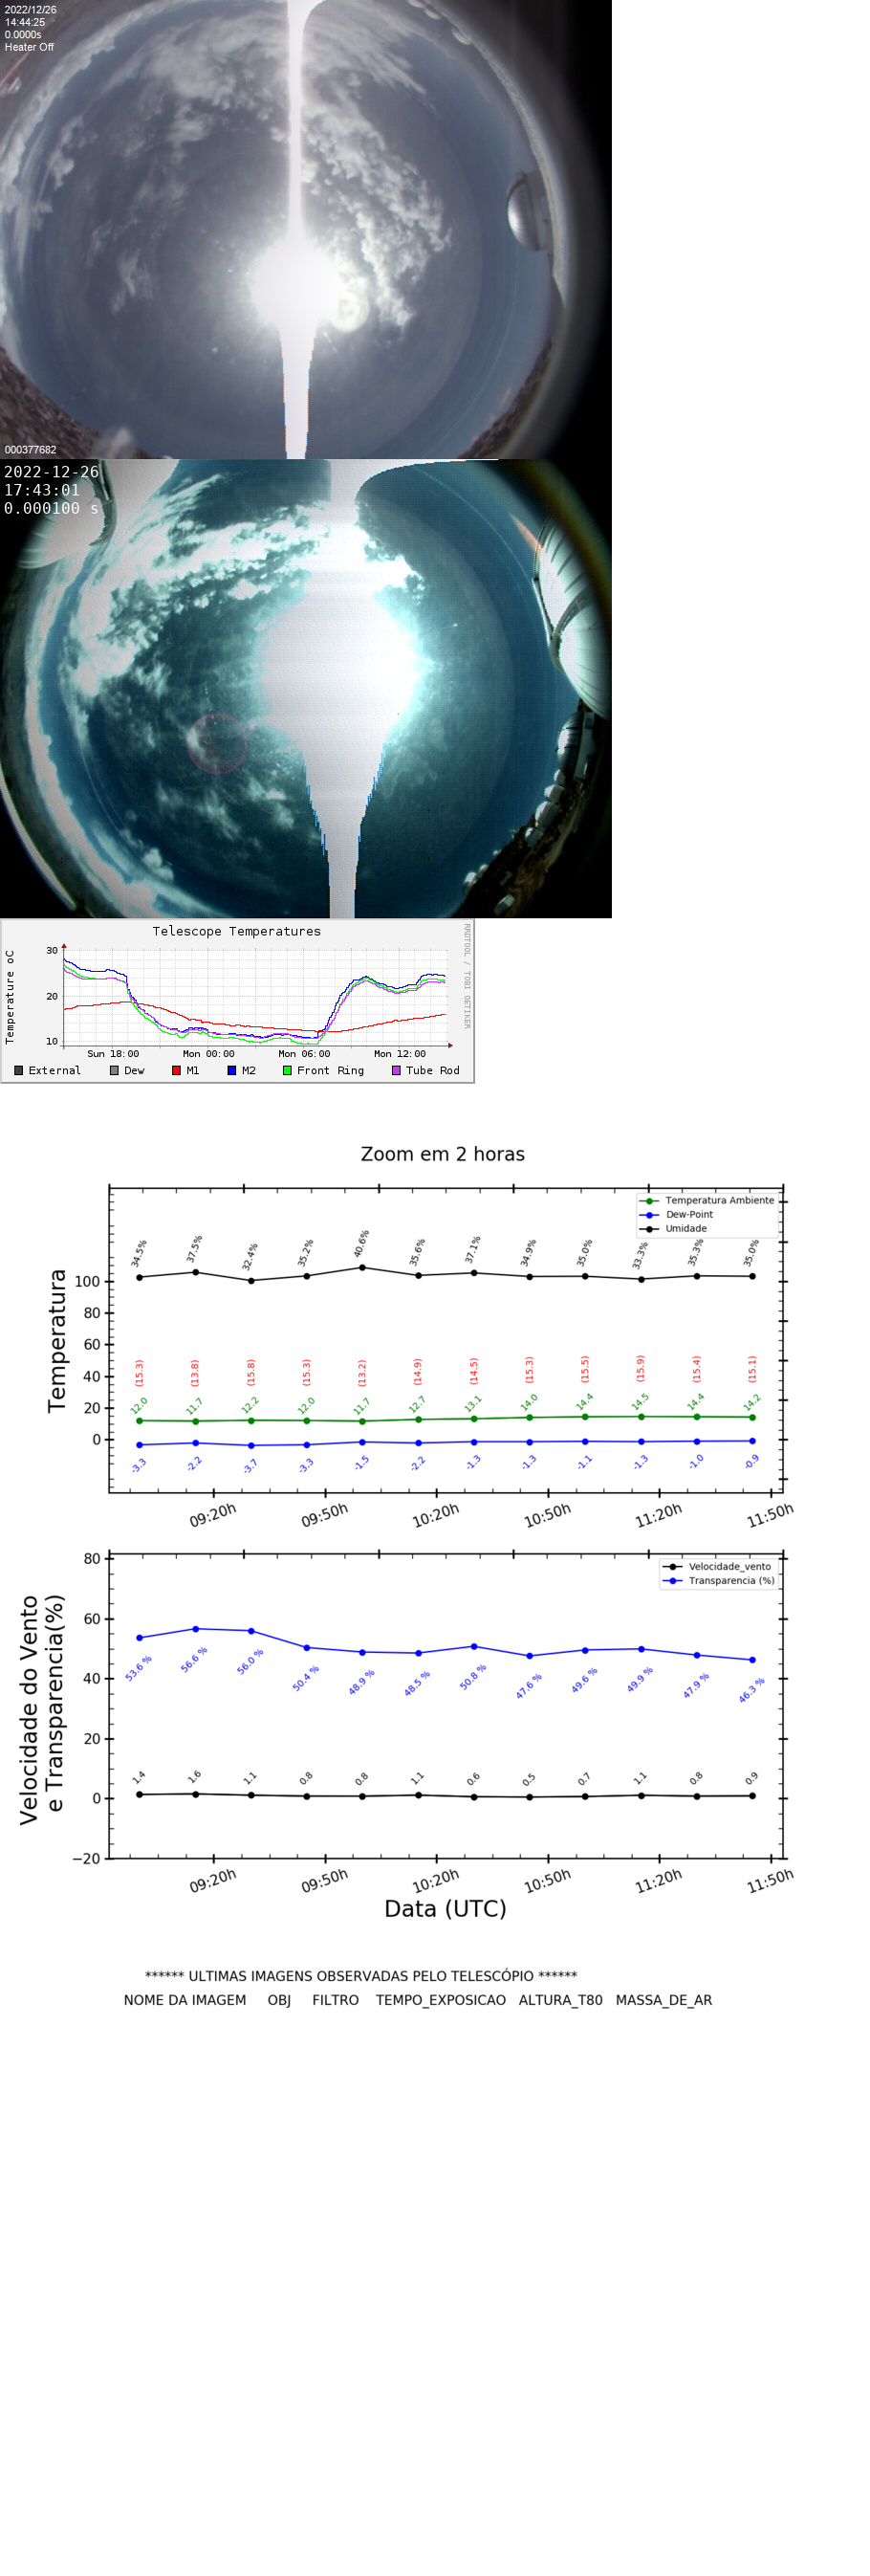 2022/12/26
14:44:25
0.0000s
Heater Off
000377682
2022-12-26
17:43:01
0.000100 s
Telescope Temperatures
RRDTOOL / TOBI OETIKER
Temperature oC
30
20
10
Sun 18:00 Mon 00:00 Mon 06:00 Mon 12:00
External Dew M1 M2 Front Ring Tube Rod
Zoom em 2 horas
Temperatura Ambiente
Dew-Point
Umidade
Temperatura
100
80
60
40
20
0
34.5% 37.5% 32.4% 35.2% 40.6% 35.6% 37.1% 34.9% 35.0% 33.3% 35.3% 35.0%
(15.3) (13.8) (15.8) (15.3) (13.2) (14.9) (14.5) (15.3) (15.5) (15.9) (15.4) (15.1)
12.0 11.7 12.2 12.0 11.7 12.7 13.1 14.0 14.4 14.5 14.4 14.2
-3.3 -2.2 -3.7 -3.3 -1.5 -2.2 -1.3 -1.3 -1.1 -1.3 -1.0 -0.9
09:20h 09:50h 10:20h 10:50h 11:20h 11:50h
Velocidade_vento
Transparencia (%)
Velocidade do Vento
e Transparencia(%)
80
60
40
20
0
−20
53.6 % 56.6 % 56.0 % 50.4 % 48.9 % 48.5 % 50.8 % 47.6 % 49.6 % 49.9 % 47.9 % 46.3 %
1.4 1.6 1.1 0.8 0.8 1.1 0.6 0.5 0.7 1.1 0.8 0.9
09:20h 09:50h 10:20h 10:50h 11:20h 11:50h
Data (UTC)
****** ULTIMAS IMAGENS OBSERVADAS PELO TELESCÓPIO ******
NOME DA IMAGEM OBJ FILTRO TEMPO_EXPOSICAO ALTURA_T80 MASSA_DE_AR